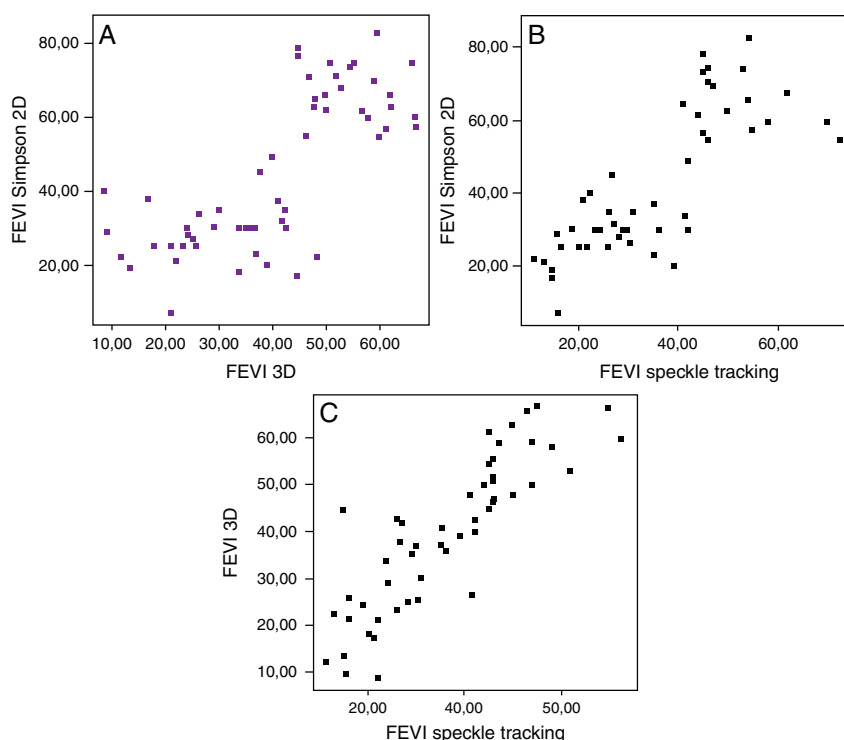 A
FEVI Simpson 2D
80,00
60,00
40,00
20,00
10,00 20,00 30,00 40,00 50,00 60,00
FEVI 3D
B
FEVI Simpson 2D
80,00
60,00
40,00
20,00
20,00 40,00 60,00
FEVI speckle tracking
C
FEVI 3D
60,00
50,00
40,00
30,00
20,00
10,00
20,00 40,00 50,00
FEVI speckle tracking